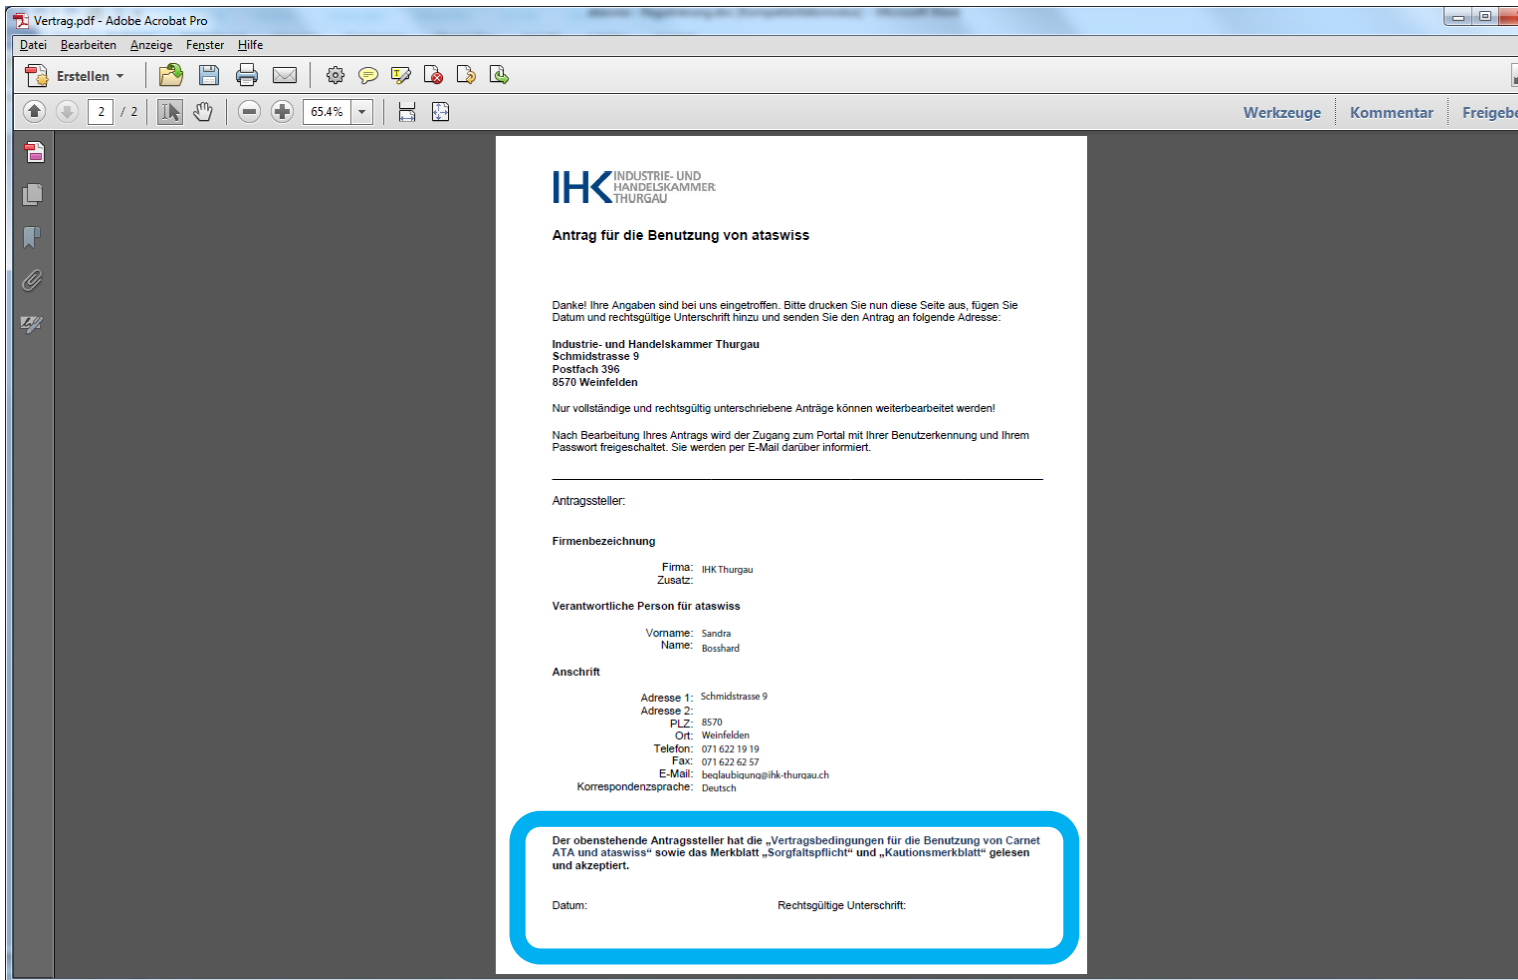 Vertrag.pdf - Adobe Acrobat Pro
Datei Bearbeiten Anzeige Fenster Hilfe
Erstellen
2 / 2 65.4% Werkzeuge Kommentar Freigebe
IHK INDUSTRIE- UND
HANDELSKAMMER
THURGAU
Antrag für die Benutzung von ataswiss
Danke! Ihre Angaben sind bei uns eingetroffen. Bitte drucken Sie nun diese Seite aus, fügen Sie
Datum und rechtsgültige Unterschrift hinzu und senden Sie den Antrag an folgende Adresse:
Industrie- und Handelskammer Thurgau
Schmidstrasse 9
Postfach 396
8570 Weinfelden
Nur vollständige und rechtsgültig unterschriebene Anträge können weiterbearbeitet werden!
Nach Bearbeitung Ihres Antrags wird der Zugang zum Portal mit Ihrer Benutzerkennung und Ihrem
Passwort freigeschaltet. Sie werden per E-Mail darüber informiert.
Antragssteller:
Firmenbezeichnung
Firma: IHK Thurgau
Zusatz:
Verantwortliche Person für ataswiss
Vorname: Sandra
Name: Bosshard
Anschrift
Adresse 1: Schmidstrasse 9
Adresse 2:
PLZ: 8570
Ort: Weinfelden
Telefon: 071 622 19 19
Fax: 071 622 62 57
E-Mail: beglaubigung@ihk-thurgau.ch
Korrespondenzsprache: Deutsch
Der obenstehende Antragssteller hat die „Vertragsbedingungen für die Benutzung von Carnet
ATA und ataswiss“ sowie das Merkblatt „Sorgfaltspflicht“ und „Kautionsmerkblatt“ gelesen
und akzeptiert.
Datum: Rechtsgültige Unterschrift: